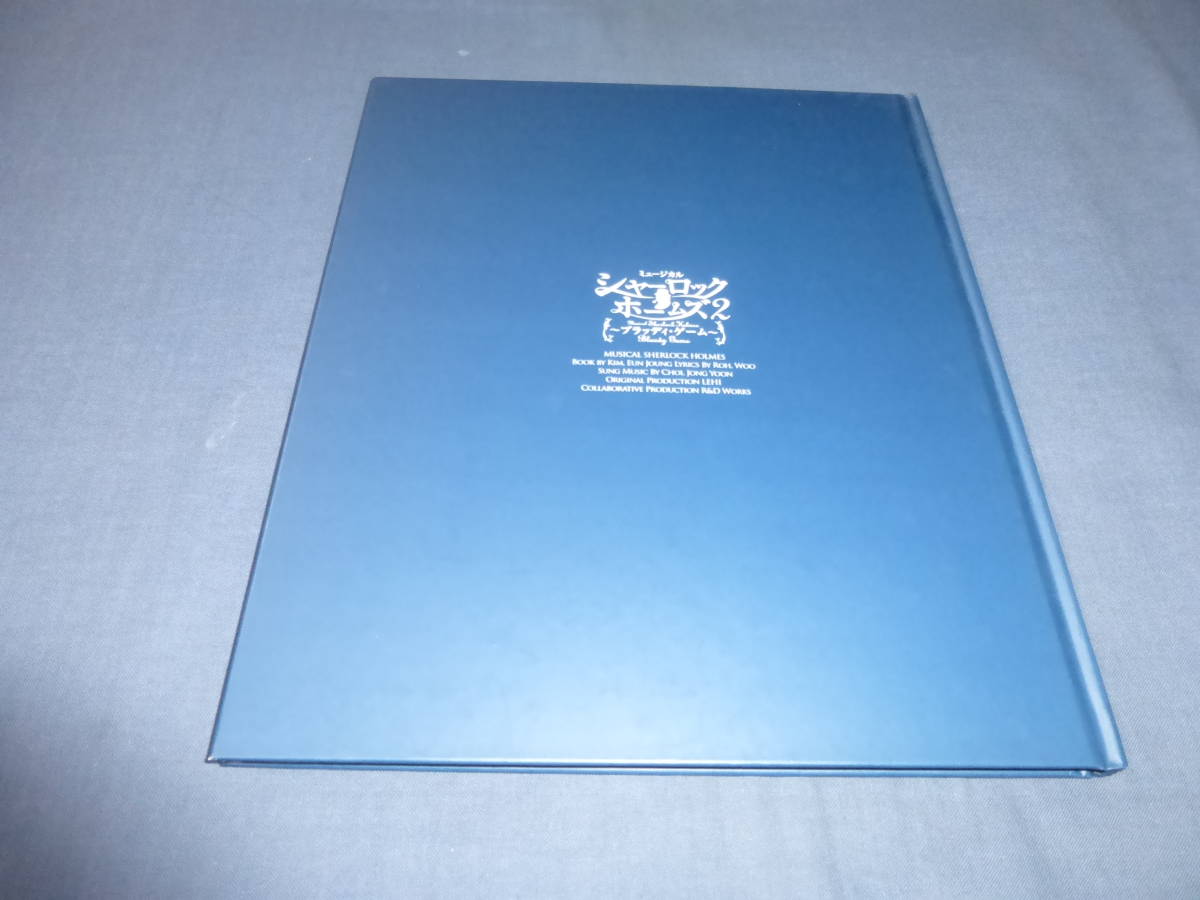 ミュージカル
シャーロック
ホームズ2
～ブラッディ・ゲーム～
MUSICAL SHERLOCK HOLMES
BOOK BY KIM, EUN JOUNG LYRICS BY ROH, WOO
SUNG MUSIC BY CHOI, JONG YOON
ORIGINAL PRODUCTION LEHI
COLLABORATIVE PRODUCTION R&D WORKS